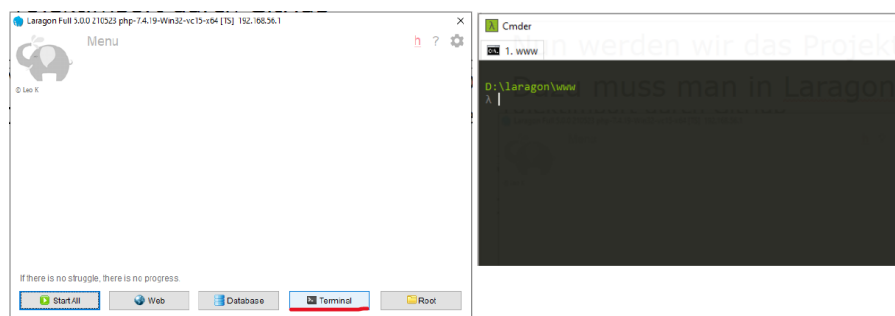 Laragon Full 5.0.0 210523 php-7.4.19-Win32-vc15-x64 [TS] 192.168.56.1
Menu
h ?
© Leo K
If there is no struggle, there is no progress.
Start All
Web
Database
Terminal
Root
Cmder
1. www
Nun werden wir das Projekt
muss man in Laragon
D:\laragon\www
λ